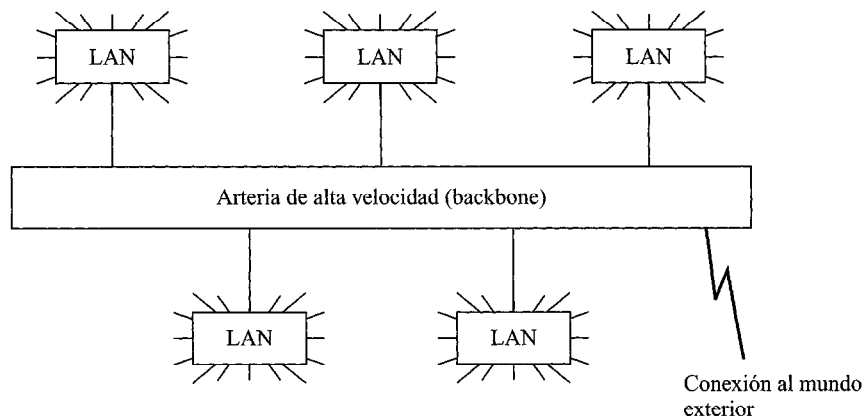 LAN
LAN
LAN
Arteria de alta velocidad (backbone)
LAN
LAN
Conexión al mundo
exterior